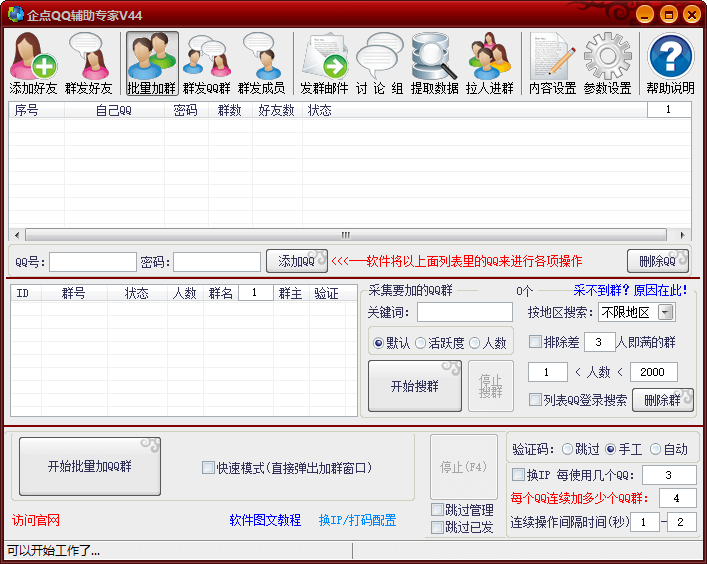 企点QQ辅助专家V44
添加好友 群发好友 批量加群 群发QQ群 群发成员 发群邮件 讨 论 组 提取数据 拉人进群 内容设置 参数设置 帮助说明
序号 自己QQ 密码 群数 好友数 状态 1
QQ号: 密码: 添加QQ <<<——软件将以上面列表里的QQ来进行各项操作 删除QQ
ID 群号 状态 人数 群名 1 群主 验证
采集要加的QQ群 0个 采不到群?原因在此!
关键词: 按地区搜索: 不限地区
默认 活跃度 人数 排除差 3 人即满的群
开始搜群 停止搜群 1 < 人数 < 2000
列表QQ登录搜索 删除群
开始批量加QQ群 快速模式(直接弹出加群窗口) 停止(F4)
跳过管理
跳过已发
验证码: 跳过 手工 自动
换IP 每使用几个QQ: 3
每个QQ连续加多少个QQ群: 4
连续操作间隔时间(秒) 1 - 2
访问官网 软件图文教程 换IP/打码配置
可以开始工作了...